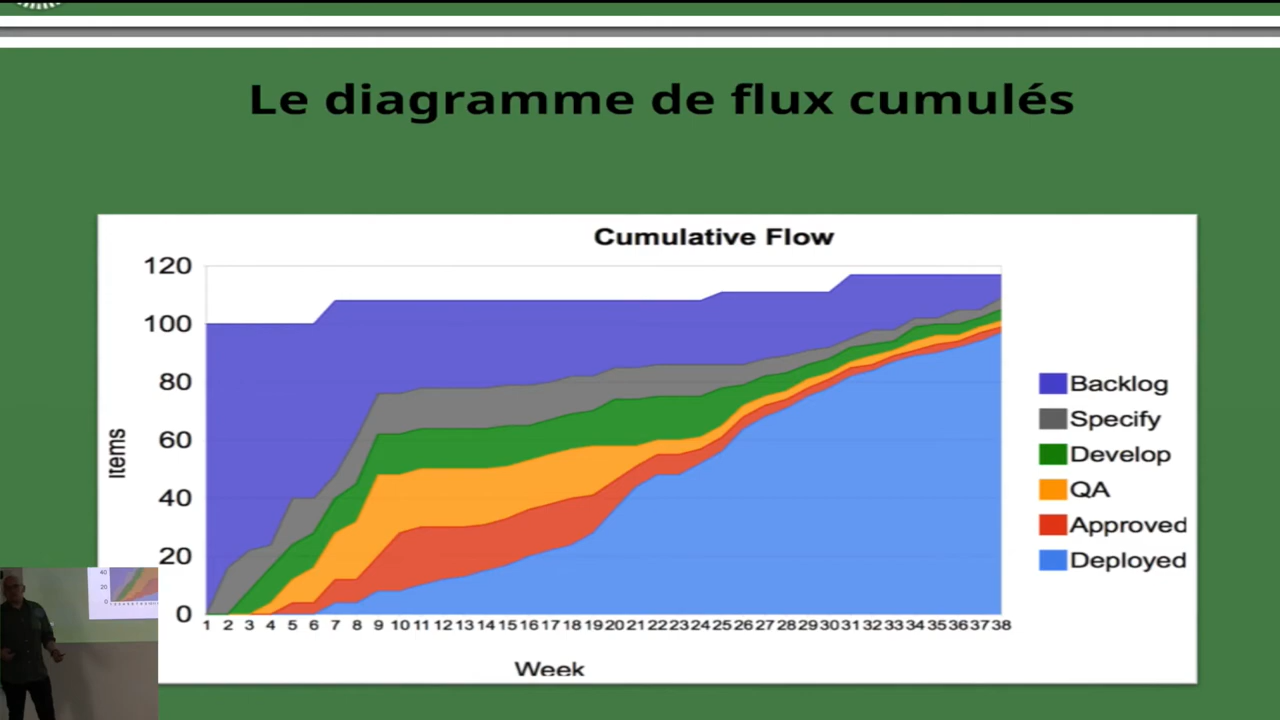 Le diagramme de flux cumulés
Cumulative Flow
120
100
80
60
40
20
0
Items
1 2 3 4 5 6 7 8 9 10 11 12 13 14 15 16 17 18 19 20 21 22 23 24 25 26 27 28 29 30 31 32 33 34 35 36 37 38
Week
Backlog
Specify
Develop
QA
Approved
Deployed
40
20
0